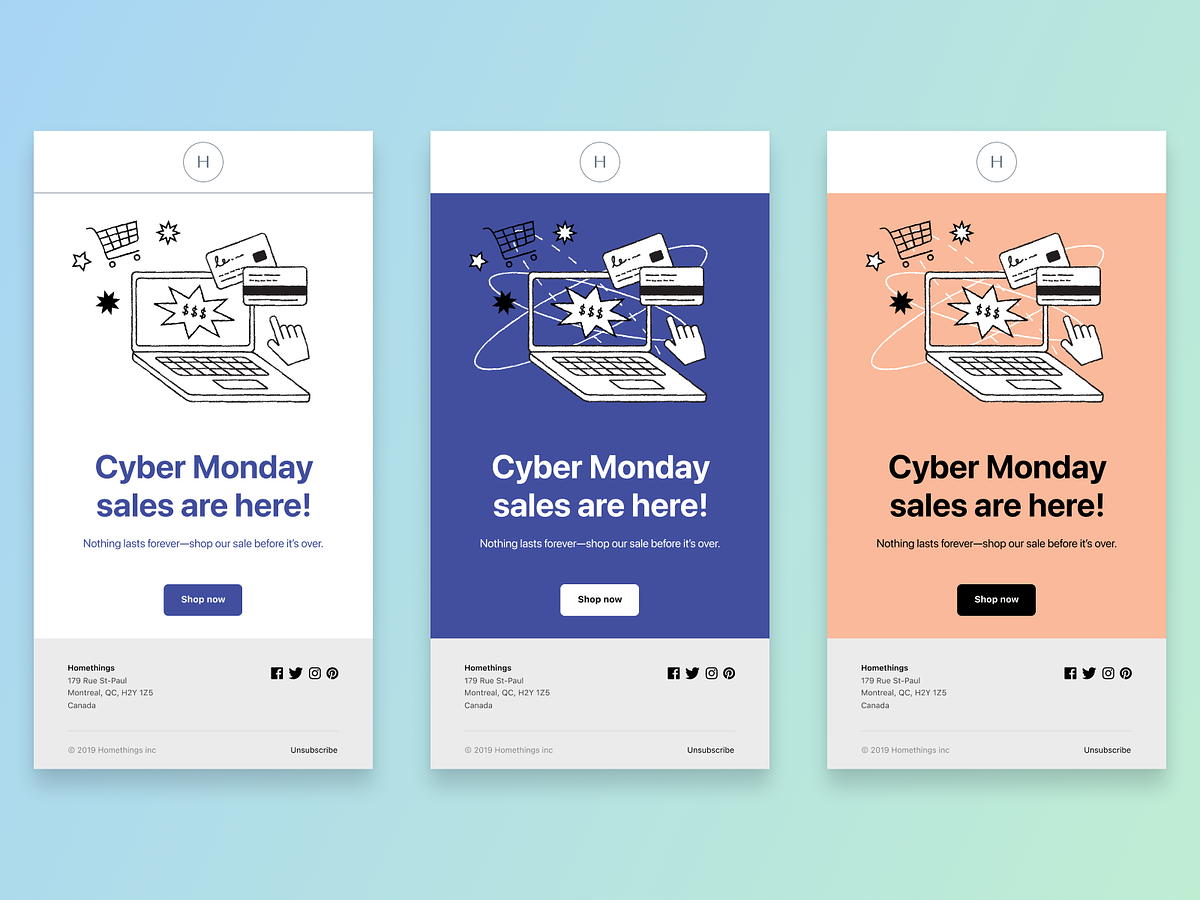 H
$$$
Cyber Monday
sales are here!
Nothing lasts forever—shop our sale before it's over.
Shop now
Homethings
179 Rue St-Paul
Montreal, QC, H2Y 1Z5
Canada
© 2019 Homethings inc
Unsubscribe
H
$$$
Cyber Monday
sales are here!
Nothing lasts forever—shop our sale before it's over.
Shop now
Homethings
179 Rue St-Paul
Montreal, QC, H2Y 1Z5
Canada
© 2019 Homethings inc
Unsubscribe
H
$$$
Cyber Monday
sales are here!
Nothing lasts forever—shop our sale before it's over.
Shop now
Homethings
179 Rue St-Paul
Montreal, QC, H2Y 1Z5
Canada
© 2019 Homethings inc
Unsubscribe